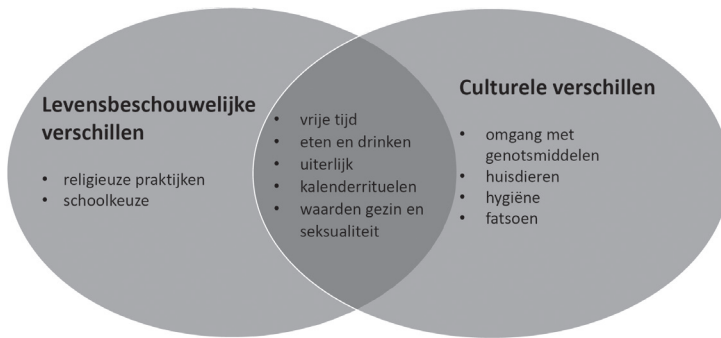 Levensbeschouwelijke
verschillen
• religieuze praktijken
• schoolkeuze
• vrije tijd
• eten en drinken
• uiterlijk
• kalenderrituelen
• waarden gezin en
seksualiteit
Culturele verschillen
• omgang met
genotsmiddelen
• huisdieren
• hygiëne
• fatsoen